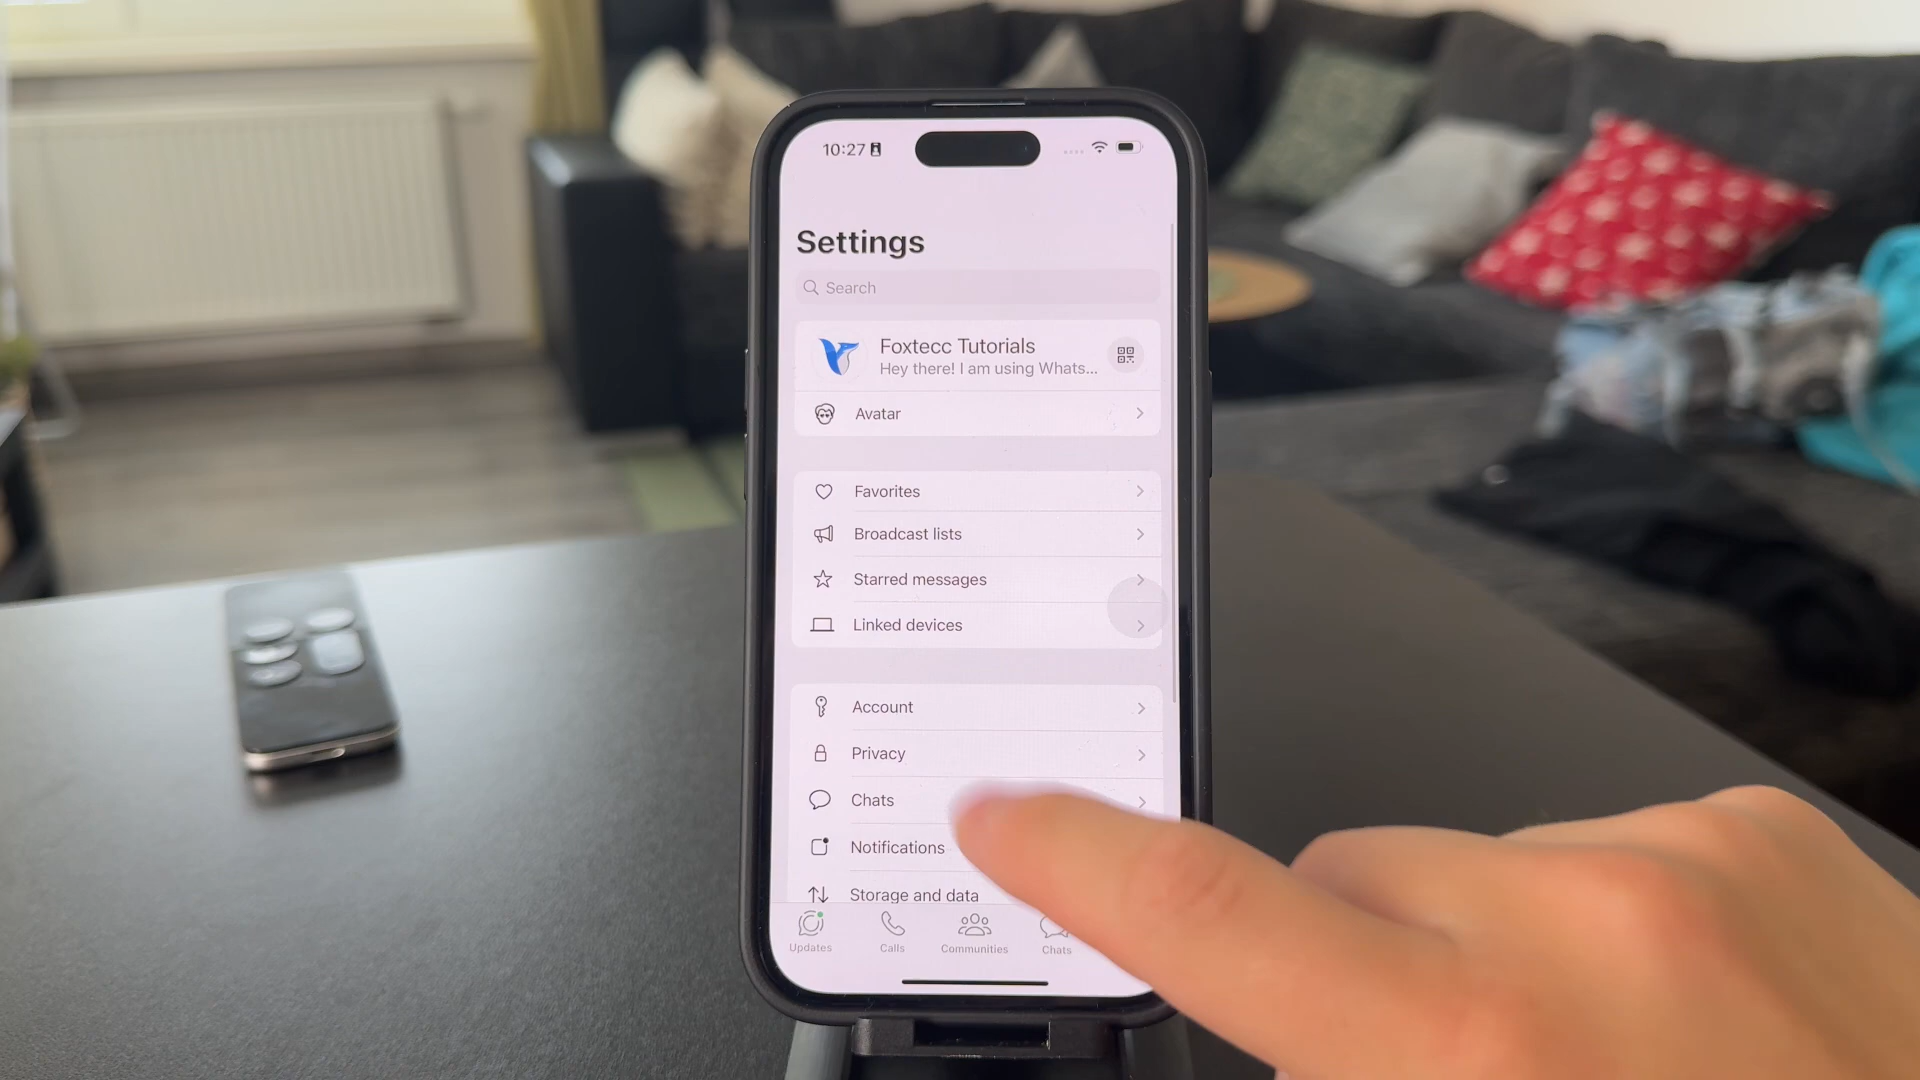 10:27
Settings
Search
Foxtecc Tutorials
Hey there! I am using Whats...
Avatar
Favorites
Broadcast lists
Starred messages
Linked devices
Account
Privacy
Chats
Notifications
Storage and data
Updates Calls Communities Chats